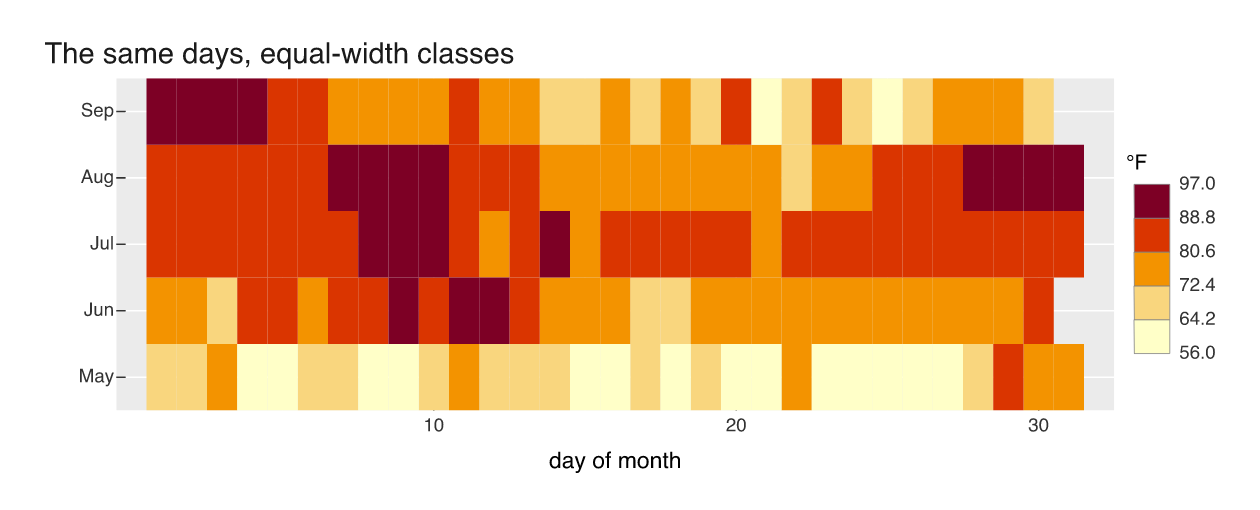 The same days, equal-width classes
Sep
Aug
Jul
Jun
May
10 20 30
day of month
°F
97.0
88.8
80.6
72.4
64.2
56.0